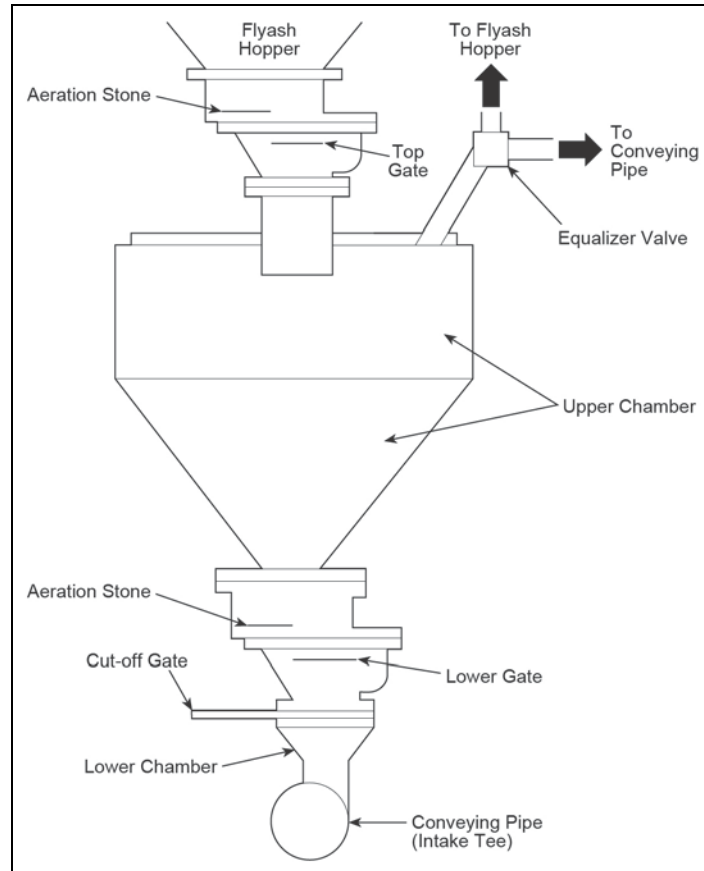 Flyash
Hopper
To Flyash
Hopper
Aeration Stone
Top
Gate
To
Conveying
Pipe
Equalizer Valve
Upper Chamber
Aeration Stone
Cut-off Gate
Lower Gate
Lower Chamber
Conveying Pipe
(Intake Tee)